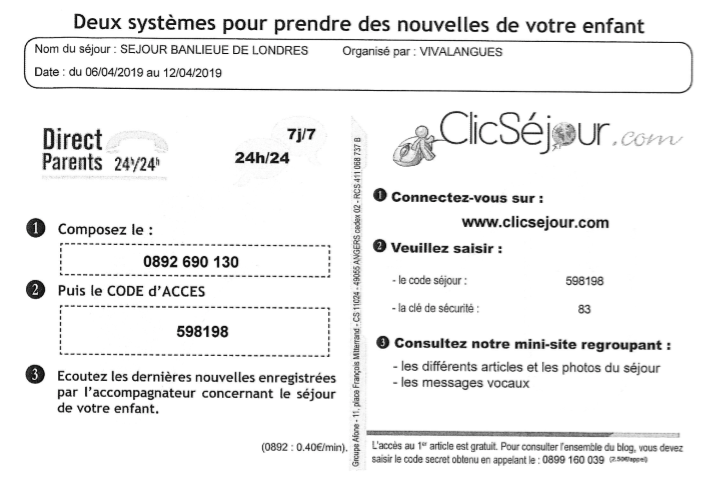 Deux systèmes pour prendre des nouvelles de votre enfant
Nom du séjour : SEJOUR BANLIEUE DE LONDRES
Organisé par : VIVALANGUES
Date : du 06/04/2019 au 12/04/2019
Direct
Parents 24h/24h
7j/7
24h/24
1 Composez le :
0892 690 130
2 Puis le CODE d'ACCES
598198
3 Ecoutez les dernières nouvelles enregistrées
par l'accompagnateur concernant le séjour
de votre enfant.
(0892 : 0.40€/min).
Groupe Afone - 11, place François Mitterrand - CS 11024 - 49055 ANGERS cedex 02 - RCS 411 068 737 B
ClicSéjour.com
1 Connectez-vous sur :
www.clicsejour.com
2 Veuillez saisir :
- le code séjour : 598198
- la clé de sécurité : 83
3 Consultez notre mini-site regroupant :
- les différents articles et les photos du séjour
- les messages vocaux
L'accès au 1er article est gratuit. Pour consulter l'ensemble du blog, vous devez
saisir le code secret obtenu en appelant le : 0899 160 039 (2.50€/appel)